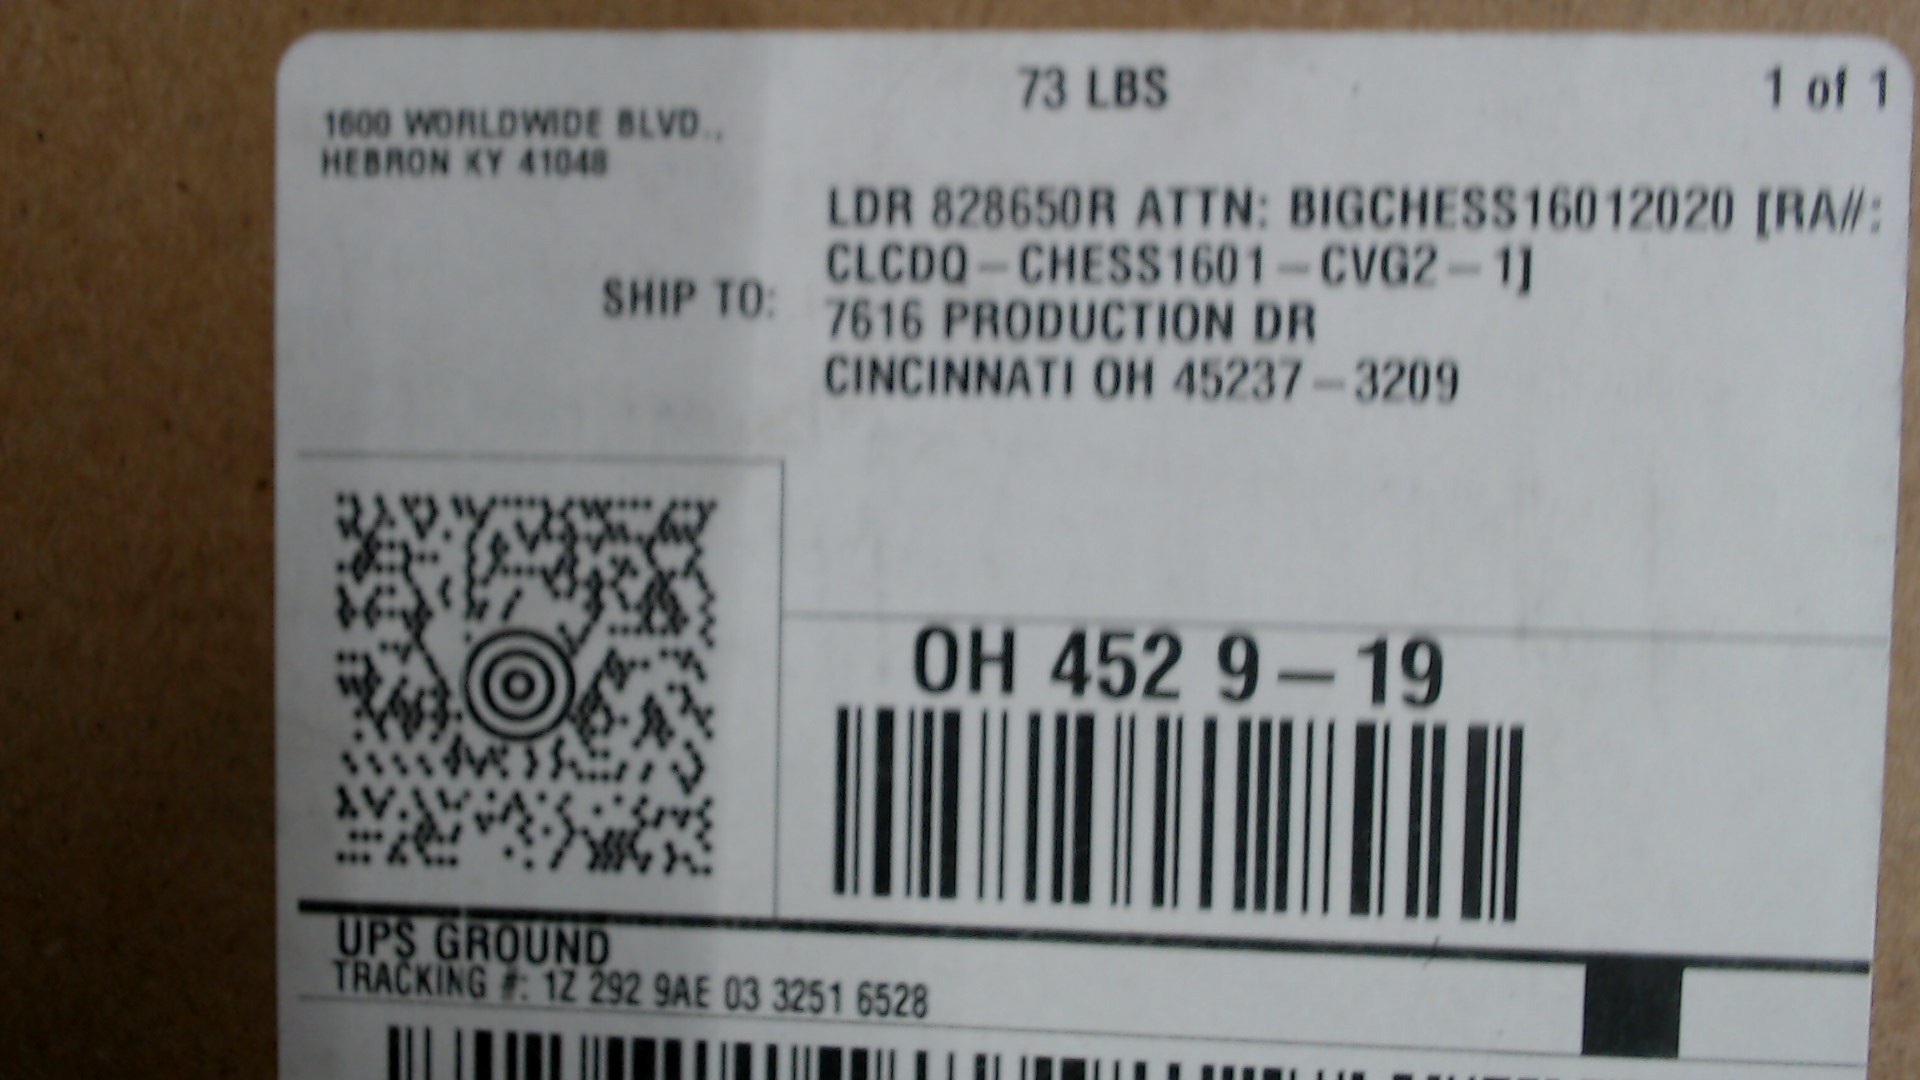 73 LBS
1 of 1
1600 WORLDWIDE BLVD.,
HEBRON KY 41048
LDR 828650R ATTN: BIGCHESS16012020 [RA#:
CLCDQ-CHESS1601-CVG2-1]
SHIP TO:
7616 PRODUCTION DR
CINCINNATI OH 45237-3209
OH 452 9-19
UPS GROUND
TRACKING #: 1Z 292 9AE 03 3251 6528